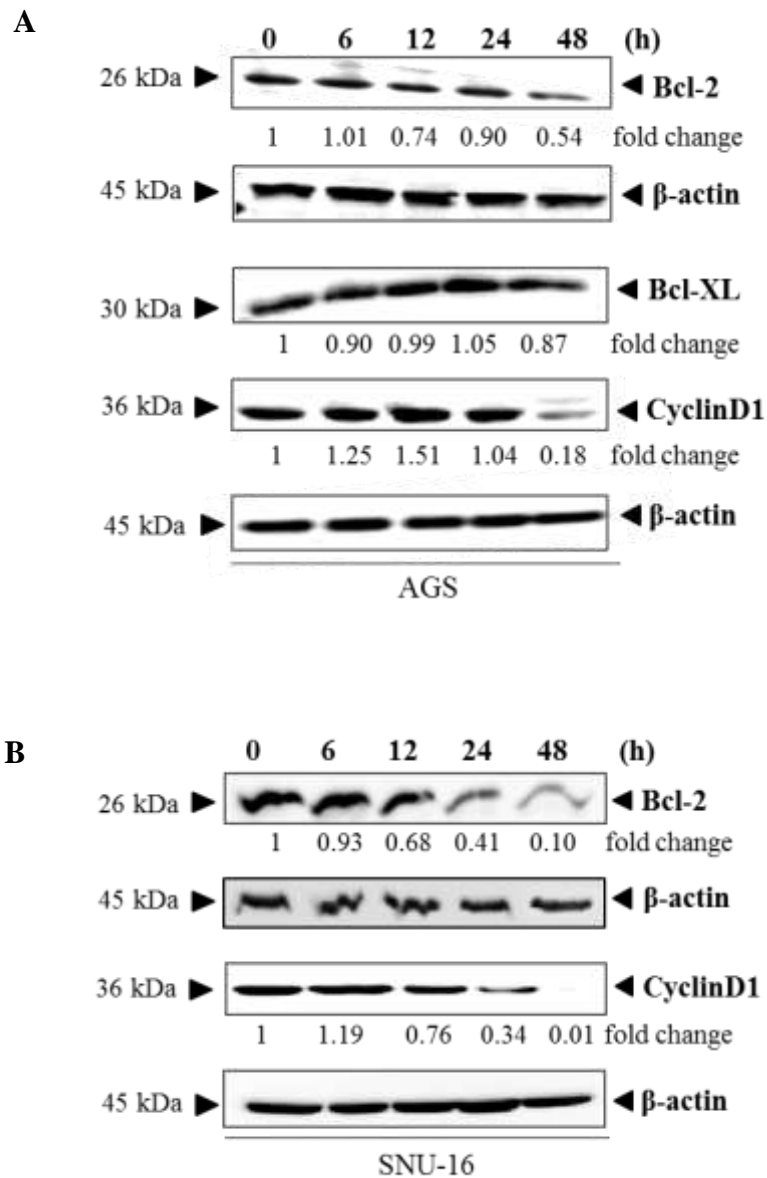 A
0 6 12 24 48 (h)
26 kDa Bcl-2
1 1.01 0.74 0.90 0.54 fold change
45 kDa β-actin
30 kDa Bcl-XL
1 0.90 0.99 1.05 0.87 fold change
36 kDa CyclinD1
1 1.25 1.51 1.04 0.18 fold change
45 kDa β-actin
AGS
B
0 6 12 24 48 (h)
26 kDa Bcl-2
1 0.93 0.68 0.41 0.10 fold change
45 kDa β-actin
36 kDa CyclinD1
1 1.19 0.76 0.34 0.01 fold change
45 kDa β-actin
SNU-16